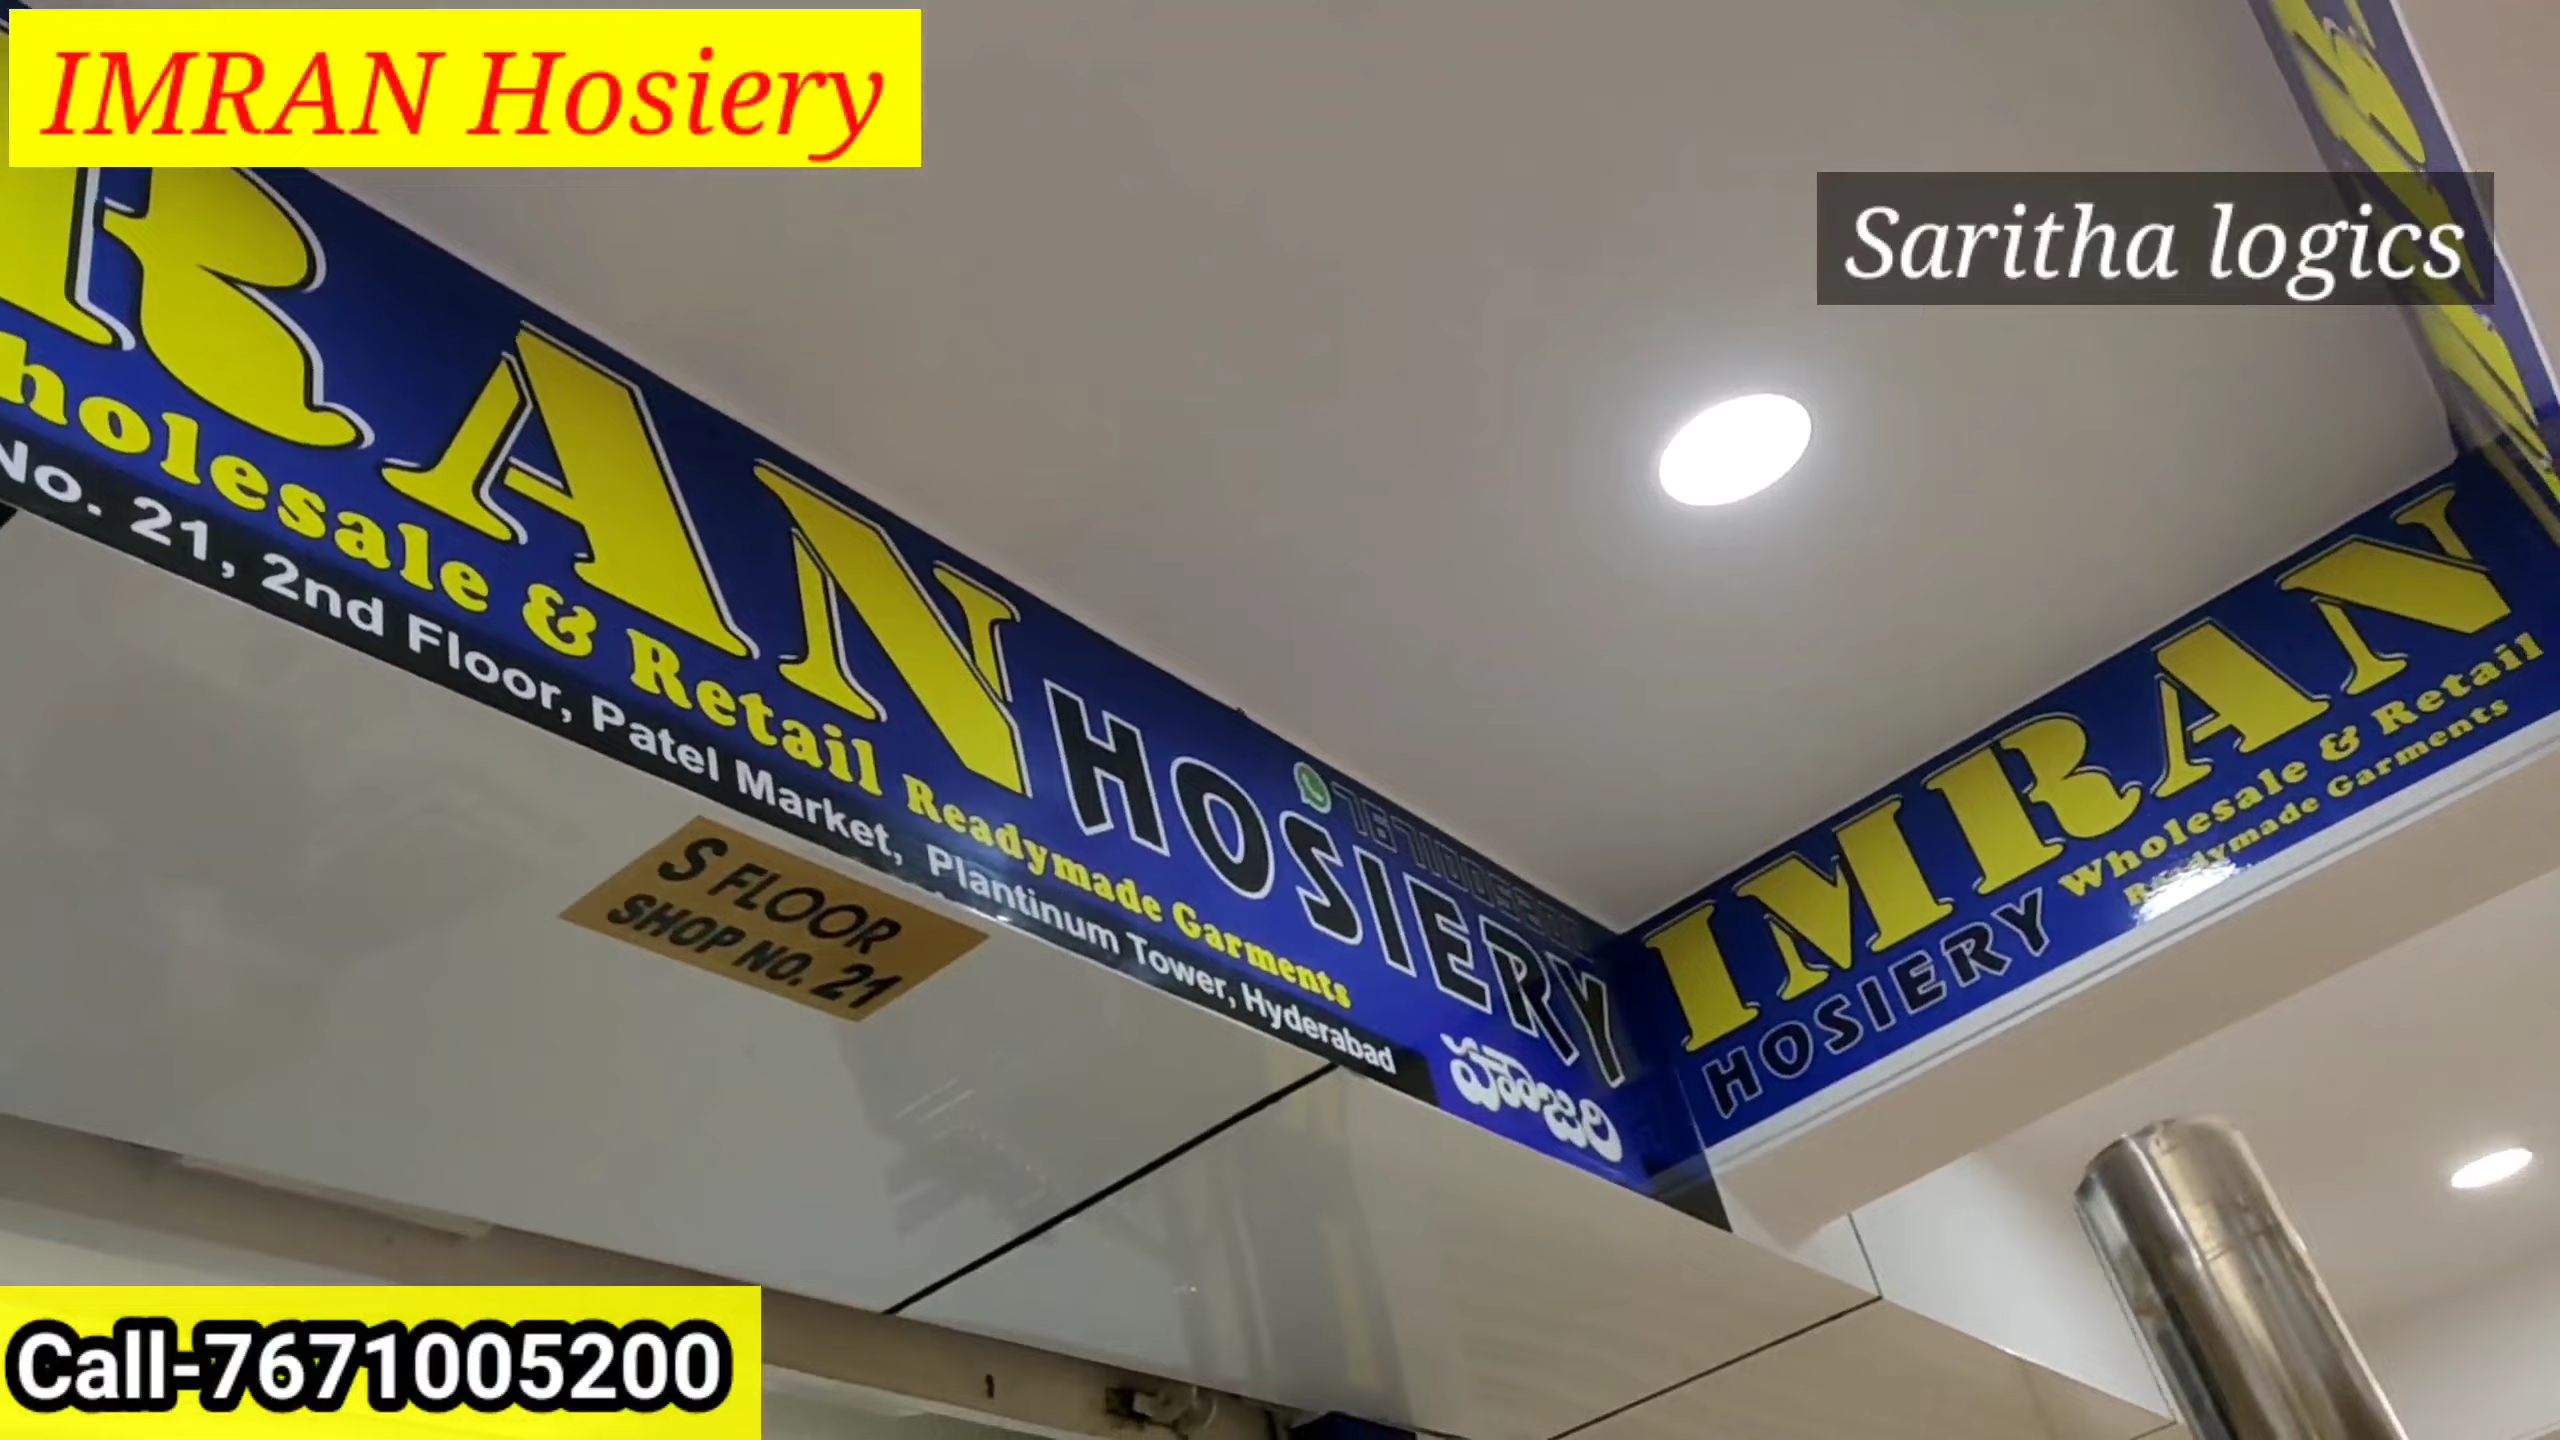 IMRAN Hosiery
Saritha logics
RAN HOSIERY
holesale & Retail Readymade Garments
No. 21, 2nd Floor, Patel Market, Plantinum Tower, Hyderabad
హౌజరి
S FLOOR
SHOP NO. 21
IMRAN
HOSIERY
Wholesale & Retail
Readymade Garments
Call-7671005200